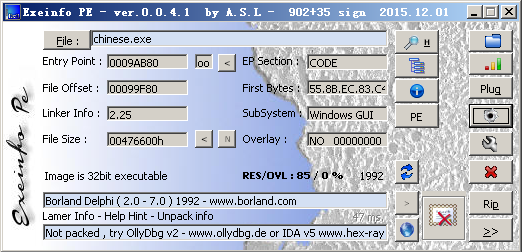 Exeinfo PE - ver.0.0.4.1 by A.S.L - 902+35 sign 2015.12.01
File : chinese.exe H
Entry Point : 0009AB80 oo < EP Section : CODE
File Offset : 00099F80 First Bytes : 55.8B.EC.83.C4 Plug
Linker Info : 2.25 SubSystem : Windows GUI PE
File Size : 00476600h < N Overlay : NO 00000000
Image is 32bit executable RES/OVL : 85 / 0 % 1992
Borland Delphi ( 2.0 - 7.0 ) 1992 - www.borland.com Rip
Lamer Info - Help Hint - Unpack info 47 ms. >
Not packed , try OllyDbg v2 - www.ollydbg.de or IDA v5 www.hex-ray >>
Exeinfo Pe